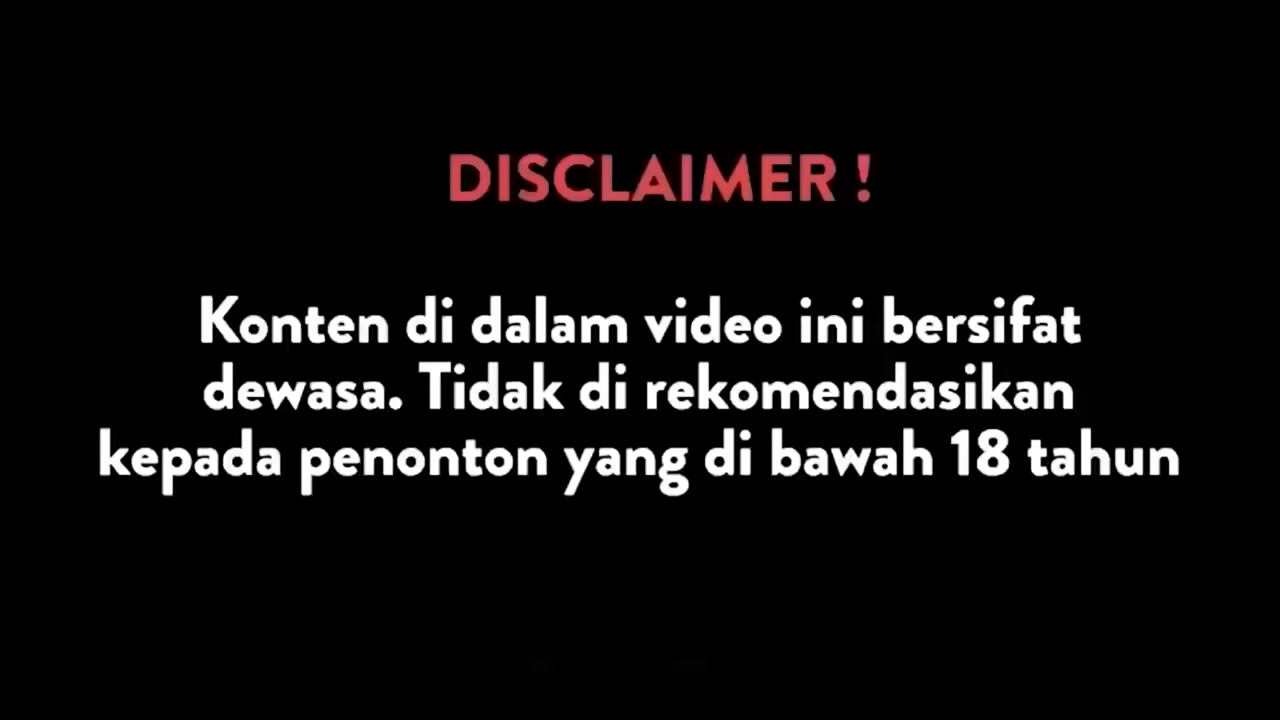 DISCLAIMER !
Konten di dalam video ini bersifat
dewasa. Tidak di rekomendasikan
kepada penonton yang di bawah 18 tahun